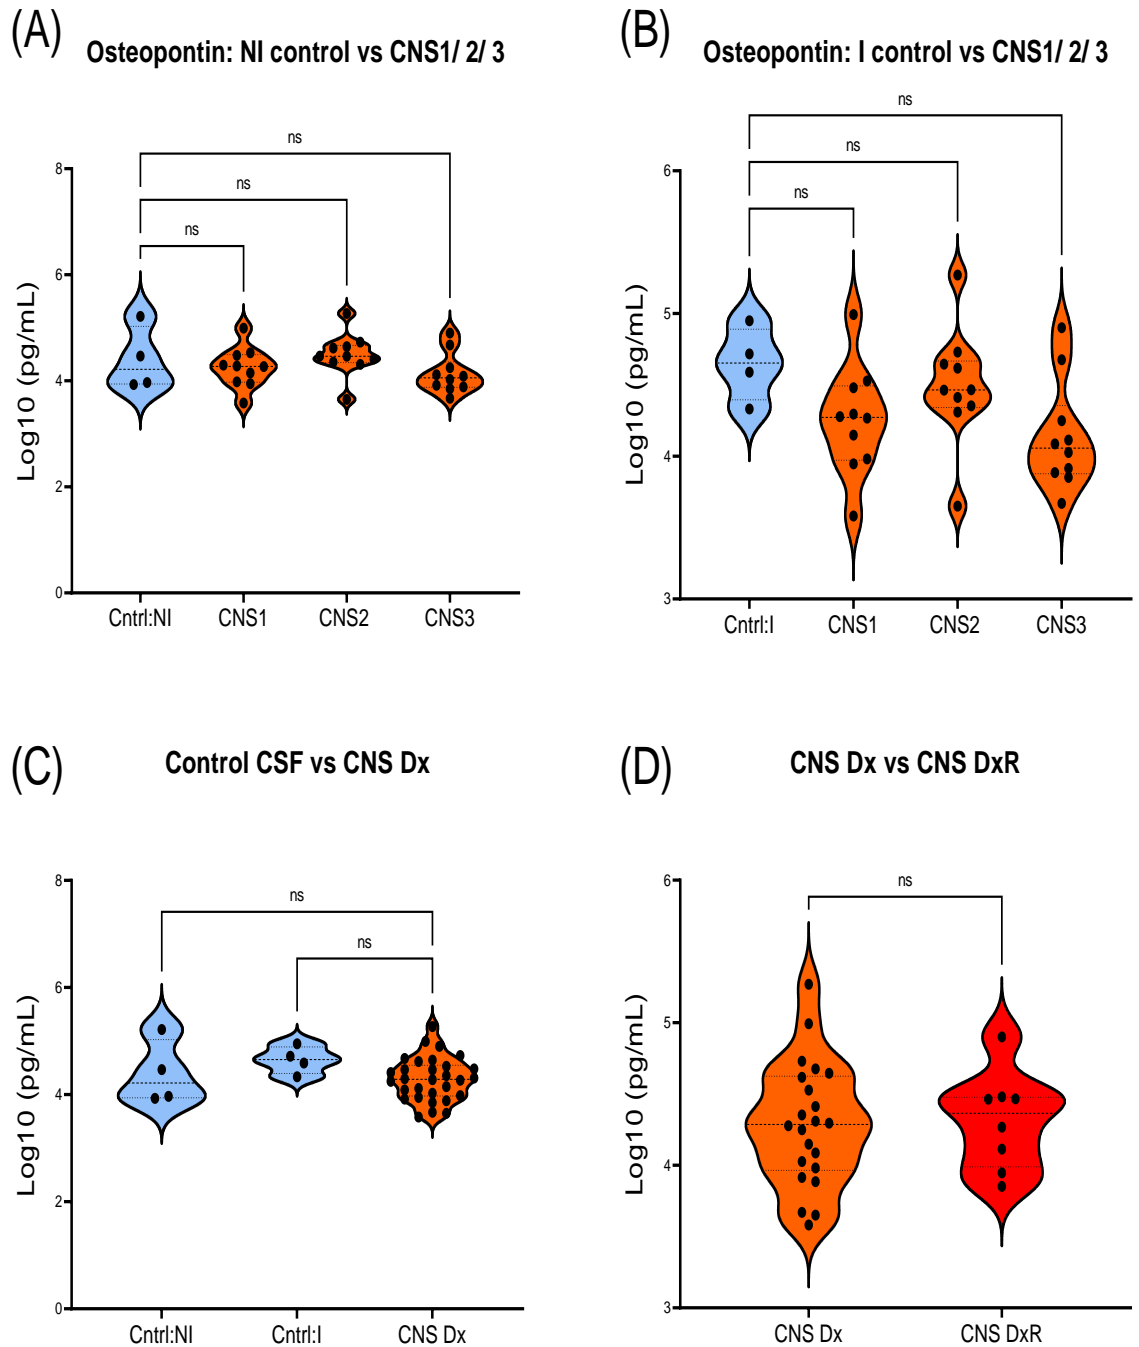 (A)
Osteopontin: NI control vs CNS1/ 2/ 3
ns
ns
ns
8
6
4
2
0
Log10 (pg/mL)
Cntrl:NI CNS1 CNS2 CNS3
(B)
Osteopontin: I control vs CNS1/ 2/ 3
ns
ns
ns
6
5
4
3
Log10 (pg/mL)
Cntrl:I CNS1 CNS2 CNS3
(C)
Control CSF vs CNS Dx
ns
ns
8
6
4
2
0
Log10 (pg/mL)
Cntrl:NI Cntrl:I CNS Dx
(D)
CNS Dx vs CNS DxR
ns
6
5
4
3
Log10 (pg/mL)
CNS Dx CNS DxR